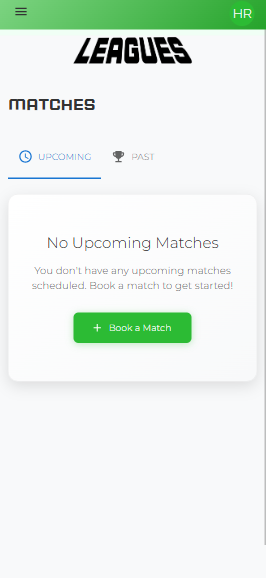 HR
LEAGUES
MATCHES
UPCOMING
PAST
No Upcoming Matches
You don't have any upcoming matches
scheduled. Book a match to get started!
+ Book a Match